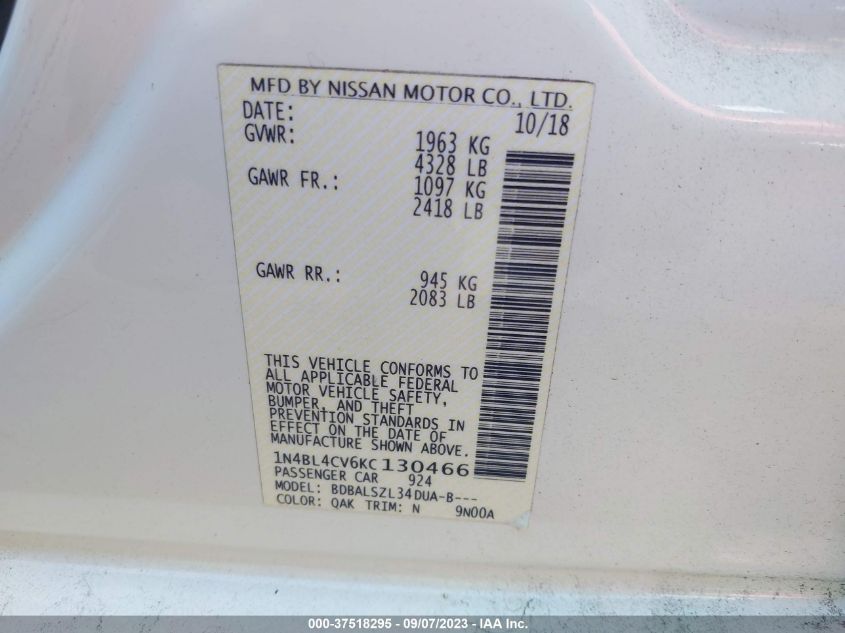 MFD BY NISSAN MOTOR CO., LTD.
DATE: 10/18
GVWR: 1963 KG
4328 LB
GAWR FR.: 1097 KG
2418 LB
GAWR RR.: 945 KG
2083 LB
THIS VEHICLE CONFORMS TO
ALL APPLICABLE FEDERAL
MOTOR VEHICLE SAFETY,
BUMPER, AND THEFT
PREVENTION STANDARDS IN
EFFECT ON THE DATE OF
MANUFACTURE SHOWN ABOVE.
1N4BL4CV6KC130466
PASSENGER CAR 924
MODEL: BDBALSZL34DUA-B---
COLOR: QAK TRIM: N 9N00A
000-37518295 - 09/07/2023 - IAA Inc.